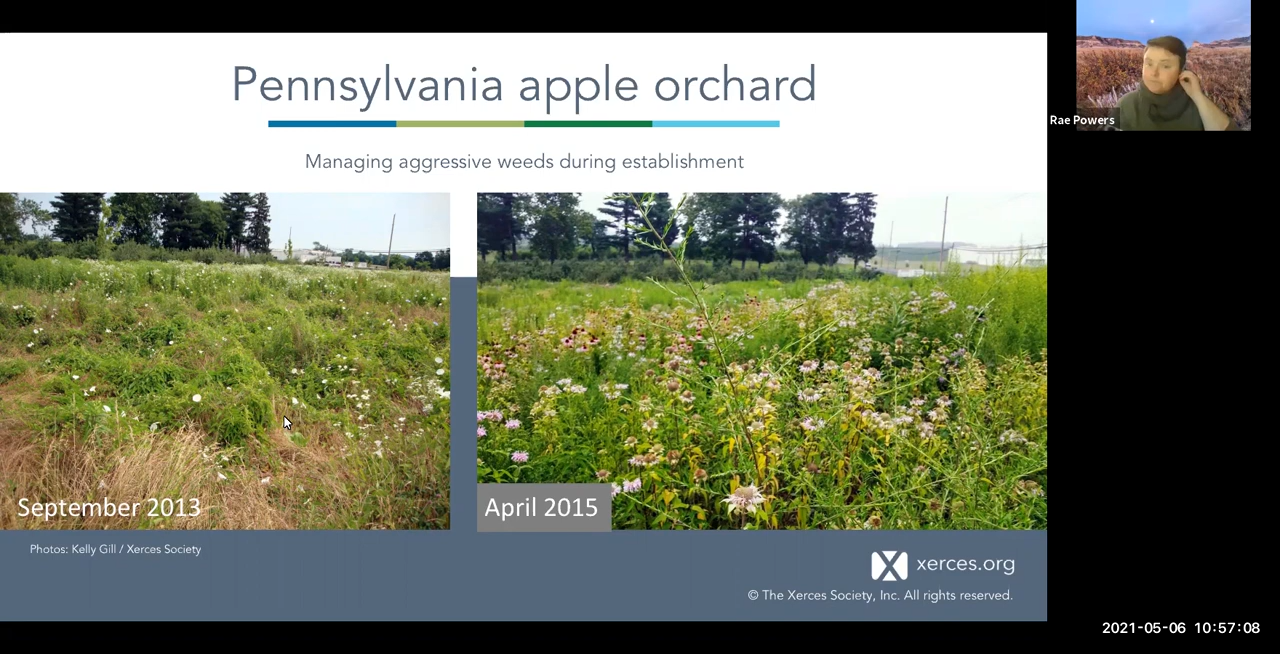 Pennsylvania apple orchard
Managing aggressive weeds during establishment
September 2013
April 2015
Photos: Kelly Gill / Xerces Society
xerces.org
© The Xerces Society, Inc. All rights reserved.
Rae Powers
2021-05-06 10:57:08